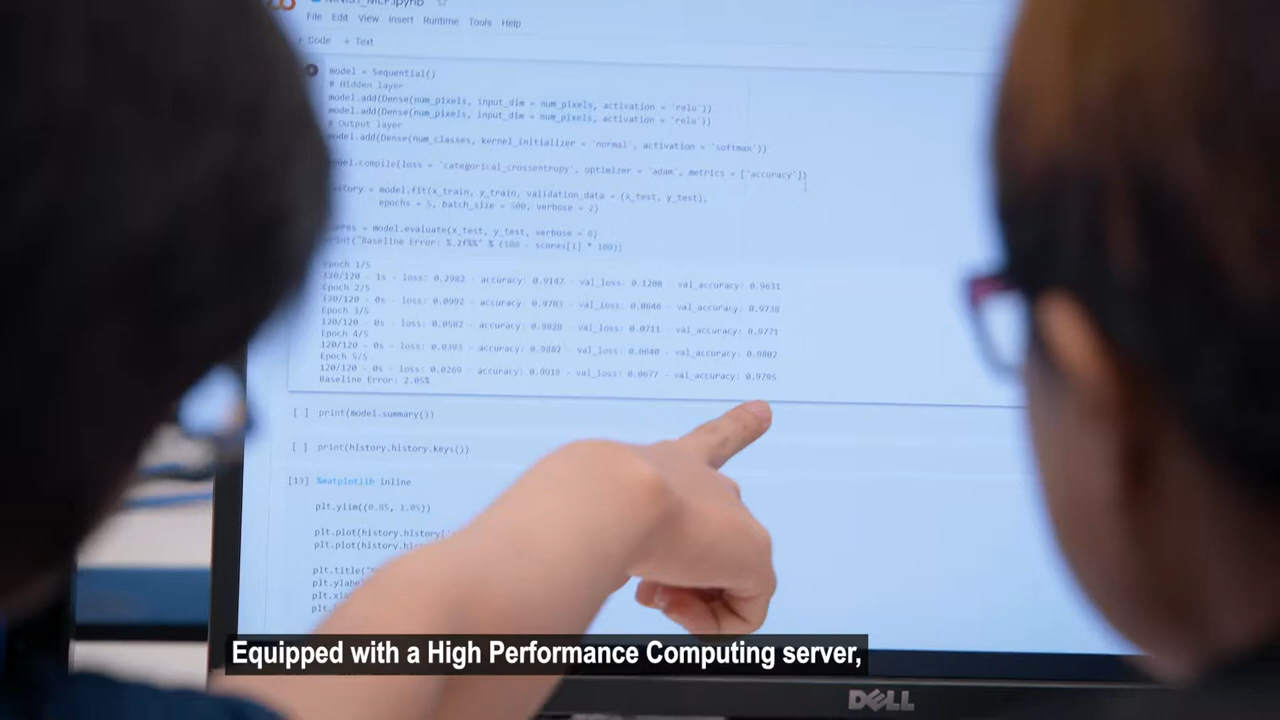 MNIST_MLP.ipynb
File Edit View Insert Runtime Tools Help
+ Code + Text
model = Sequential()
# Hidden layer
model.add(Dense(num_pixels, input_dim = num_pixels, activation = 'relu'))
model.add(Dense(num_pixels, input_dim = num_pixels, activation = 'relu'))
# Output layer
model.add(Dense(num_classes, kernel_initializer = 'normal', activation = 'softmax'))
del.compile(loss = 'categorical_crossentropy', optimizer = 'adam', metrics = ['accuracy'])
story = model.fit(x_train, y_train, validation_data = (x_test, y_test),
epochs = 5, batch_size = 500, verbose = 2)
res = model.evaluate(x_test, y_test, verbose = 0)
print("Baseline Error: %.2f%%" % (100 - scores[1] * 100))
Epoch 1/5
120/120 - 1s - loss: 0.2982 - accuracy: 0.9147 - val_loss: 0.1200 - val_accuracy: 0.9631
Epoch 2/5
120/120 - 0s - loss: 0.0992 - accuracy: 0.9703 - val_loss: 0.0846 - val_accuracy: 0.9738
Epoch 3/5
120/120 - 0s - loss: 0.0582 - accuracy: 0.9828 - val_loss: 0.0711 - val_accuracy: 0.9771
Epoch 4/5
120/120 - 0s - loss: 0.0393 - accuracy: 0.9882 - val_loss: 0.0640 - val_accuracy: 0.9802
Epoch 5/5
120/120 - 0s - loss: 0.0269 - accuracy: 0.9919 - val_loss: 0.0677 - val_accuracy: 0.9795
Baseline Error: 2.05%
[ ] print(model.summary())
[ ] print(history.history.keys())
[13] %matplotlib inline
plt.ylim((0.85, 1.05))
plt.plot(history.history['
plt.plot(history.hi
plt.title("
plt.ylabe
plt.xla
plt.
Equipped with a High Performance Computing server,
DELL